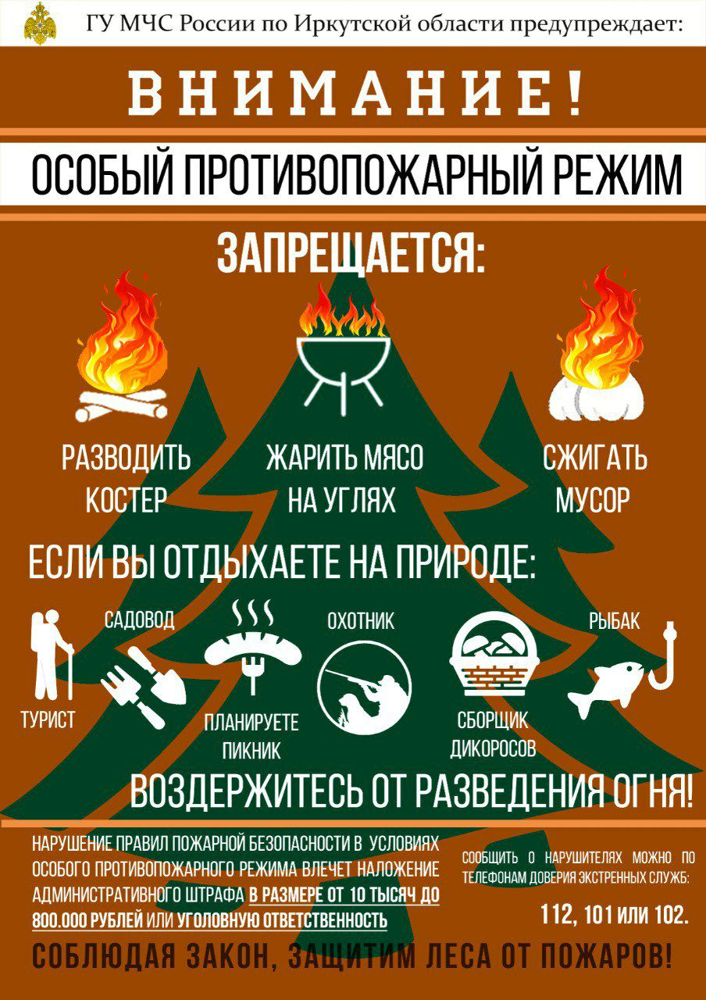 ГУ МЧС России по Иркутской области предупреждает:
ВНИМАНИЕ!
ОСОБЫЙ ПРОТИВОПОЖАРНЫЙ РЕЖИМ
ЗАПРЕЩАЕТСЯ:
РАЗВОДИТЬ
КОСТЕР
ЖАРИТЬ МЯСО
НА УГЛЯХ
СЖИГАТЬ
МУСОР
ЕСЛИ ВЫ ОТДЫХАЕТЕ НА ПРИРОДЕ:
ТУРИСТ
САДОВОД
ПЛАНИРУЕТЕ
ПИКНИК
ОХОТНИК
СБОРЩИК
ДИКОРОСОВ
РЫБАК
ВОЗДЕРЖИТЕСЬ ОТ РАЗВЕДЕНИЯ ОГНЯ!
НАРУШЕНИЕ ПРАВИЛ ПОЖАРНОЙ БЕЗОПАСНОСТИ В УСЛОВИЯХ
ОСОБОГО ПРОТИВОПОЖАРНОГО РЕЖИМА ВЛЕЧЕТ НАЛОЖЕНИЕ
АДМИНИСТРАТИВНОГО ШТРАФА В РАЗМЕРЕ ОТ 10 ТЫСЯЧ ДО
800.000 РУБЛЕЙ ИЛИ УГОЛОВНУЮ ОТВЕТСТВЕННОСТЬ
СООБЩИТЬ О НАРУШИТЕЛЯХ МОЖНО ПО
ТЕЛЕФОНАМ ДОВЕРИЯ ЭКСТРЕННЫХ СЛУЖБ:
112, 101 ИЛИ 102.
СОБЛЮДАЯ ЗАКОН, ЗАЩИТИМ ЛЕСА ОТ ПОЖАРОВ!